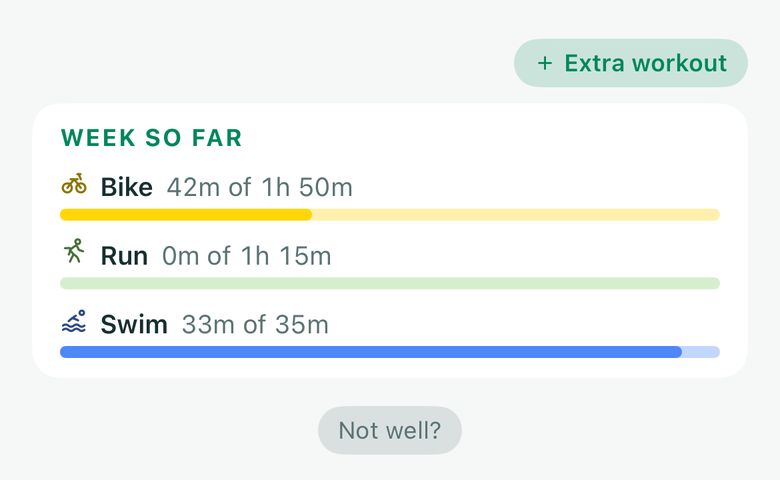 + Extra workout
WEEK SO FAR
Bike 42m of 1h 50m
Run 0m of 1h 15m
Swim 33m of 35m
Not well?